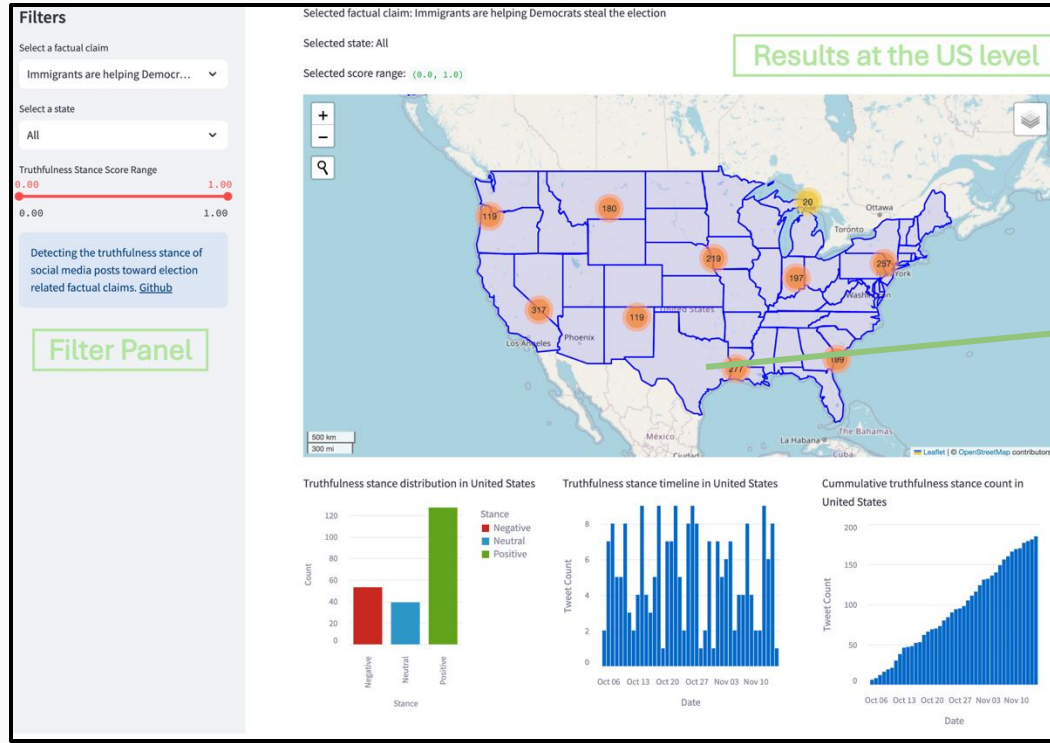 Filters
Select a factual claim
Immigrants are helping Democr...
Select a state
All
Truthfulness Stance Score Range
0.00 1.00
0.00 1.00
Detecting the truthfulness stance of
social media posts toward election
related factual claims. Github
Filter Panel
Selected factual claim: Immigrants are helping Democrats steal the election
Selected state: All
Selected score range: (0.0, 1.0)
Results at the US level
+
−
20
Ottawa
Toronto
119
180
219
197
257
York
317
119
United States
Los Angeles
Phoenix
277
199
500 km
300 mi
México
Ciudad
La Habana
Cuba
The Bahamas
Leaflet | © OpenStreetMap contributors
Truthfulness stance distribution in United States
120
100
80
60
40
20
0
Count
Negative
Neutral
Positive
Stance
Stance
Negative
Neutral
Positive
Truthfulness stance timeline in United States
8
6
4
2
0
Tweet Count
Oct 06 Oct 13 Oct 20 Oct 27 Nov 03 Nov 10
Date
Cummulative truthfulness stance count in
United States
200
150
100
50
0
Tweet Count
Oct 06 Oct 13 Oct 20 Oct 27 Nov 03 Nov 10
Date